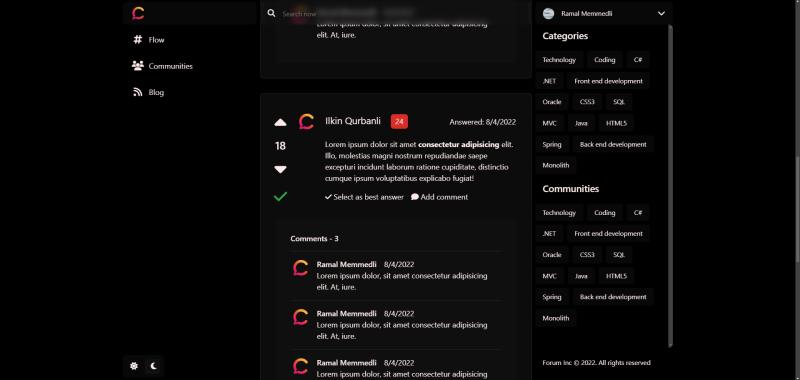 Flow
Communities
Blog
Search now
Lorem ipsum dolor, sit amet consectetur adipisicing
elit. At, iure.
Ilkin Qurbanli 24 Answered: 8/4/2022
18
Lorem ipsum dolor sit amet consectetur adipisicing elit.
Illo, molestias magni nostrum repudiandae saepe
excepturi incidunt laborum ratione cupiditate, distinctio
cumque ipsum voluptatibus explicabo fugiat!
Select as best answer Add comment
Comments - 3
Ramal Memmedli 8/4/2022
Lorem ipsum dolor, sit amet consectetur adipisicing
elit. At, iure.
Ramal Memmedli 8/4/2022
Lorem ipsum dolor, sit amet consectetur adipisicing
elit. At, iure.
Ramal Memmedli 8/4/2022
Lorem ipsum dolor, sit amet consectetur adipisicing
Ramal Memmedli
Categories
Technology Coding C#
.NET Front end development
Oracle CSS3 SQL
MVC Java HTML5
Spring Back end development
Monolith
Communities
Technology Coding C#
.NET Front end development
Oracle CSS3 SQL
MVC Java HTML5
Spring Back end development
Monolith
Forum Inc © 2022. All rights reserved